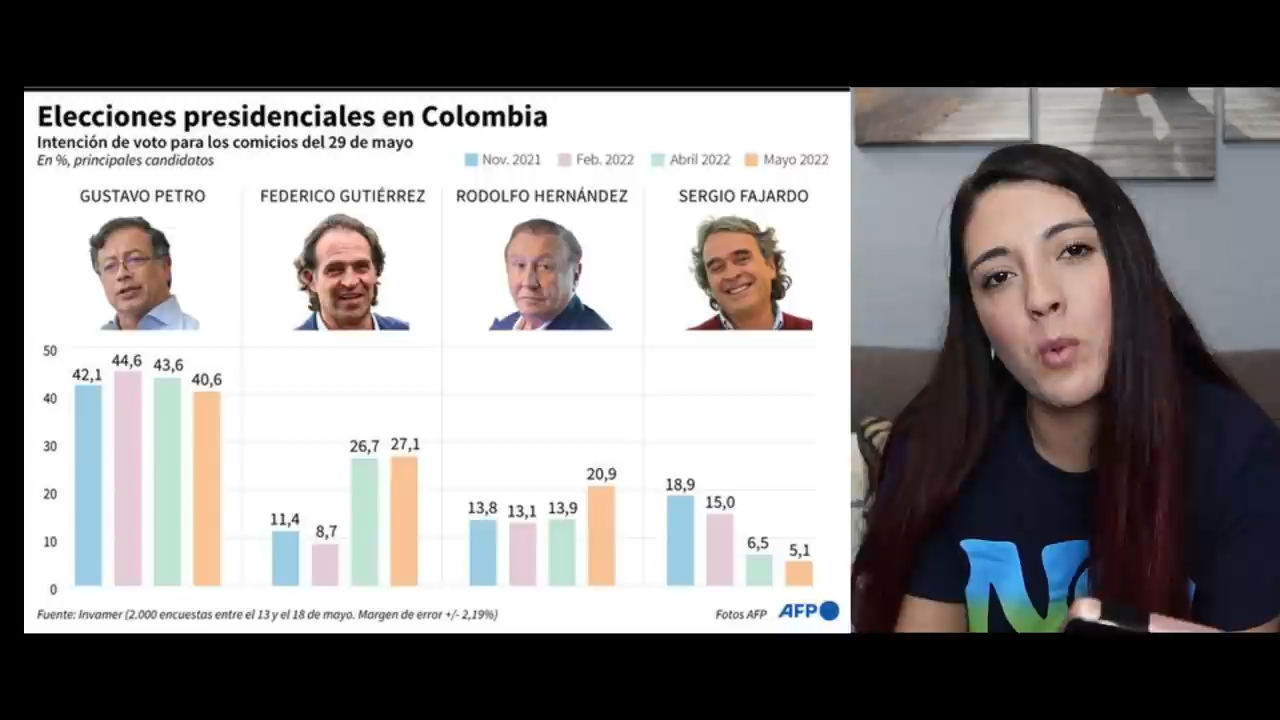 Elecciones presidenciales en Colombia
Intención de voto para los comicios del 29 de mayo
En %, principales candidatos
Nov. 2021 Feb. 2022 Abril 2022 Mayo 2022
GUSTAVO PETRO FEDERICO GUTIÉRREZ RODOLFO HERNÁNDEZ SERGIO FAJARDO
50
40
30
20
10
0
42,1 44,6 43,6 40,6
11,4 8,7 26,7 27,1
13,8 13,1 13,9 20,9
18,9 15,0 6,5 5,1
Fuente: Invamer (2.000 encuestas entre el 13 y el 18 de mayo. Margen de error +/- 2,19%)
Fotos AFP AFP